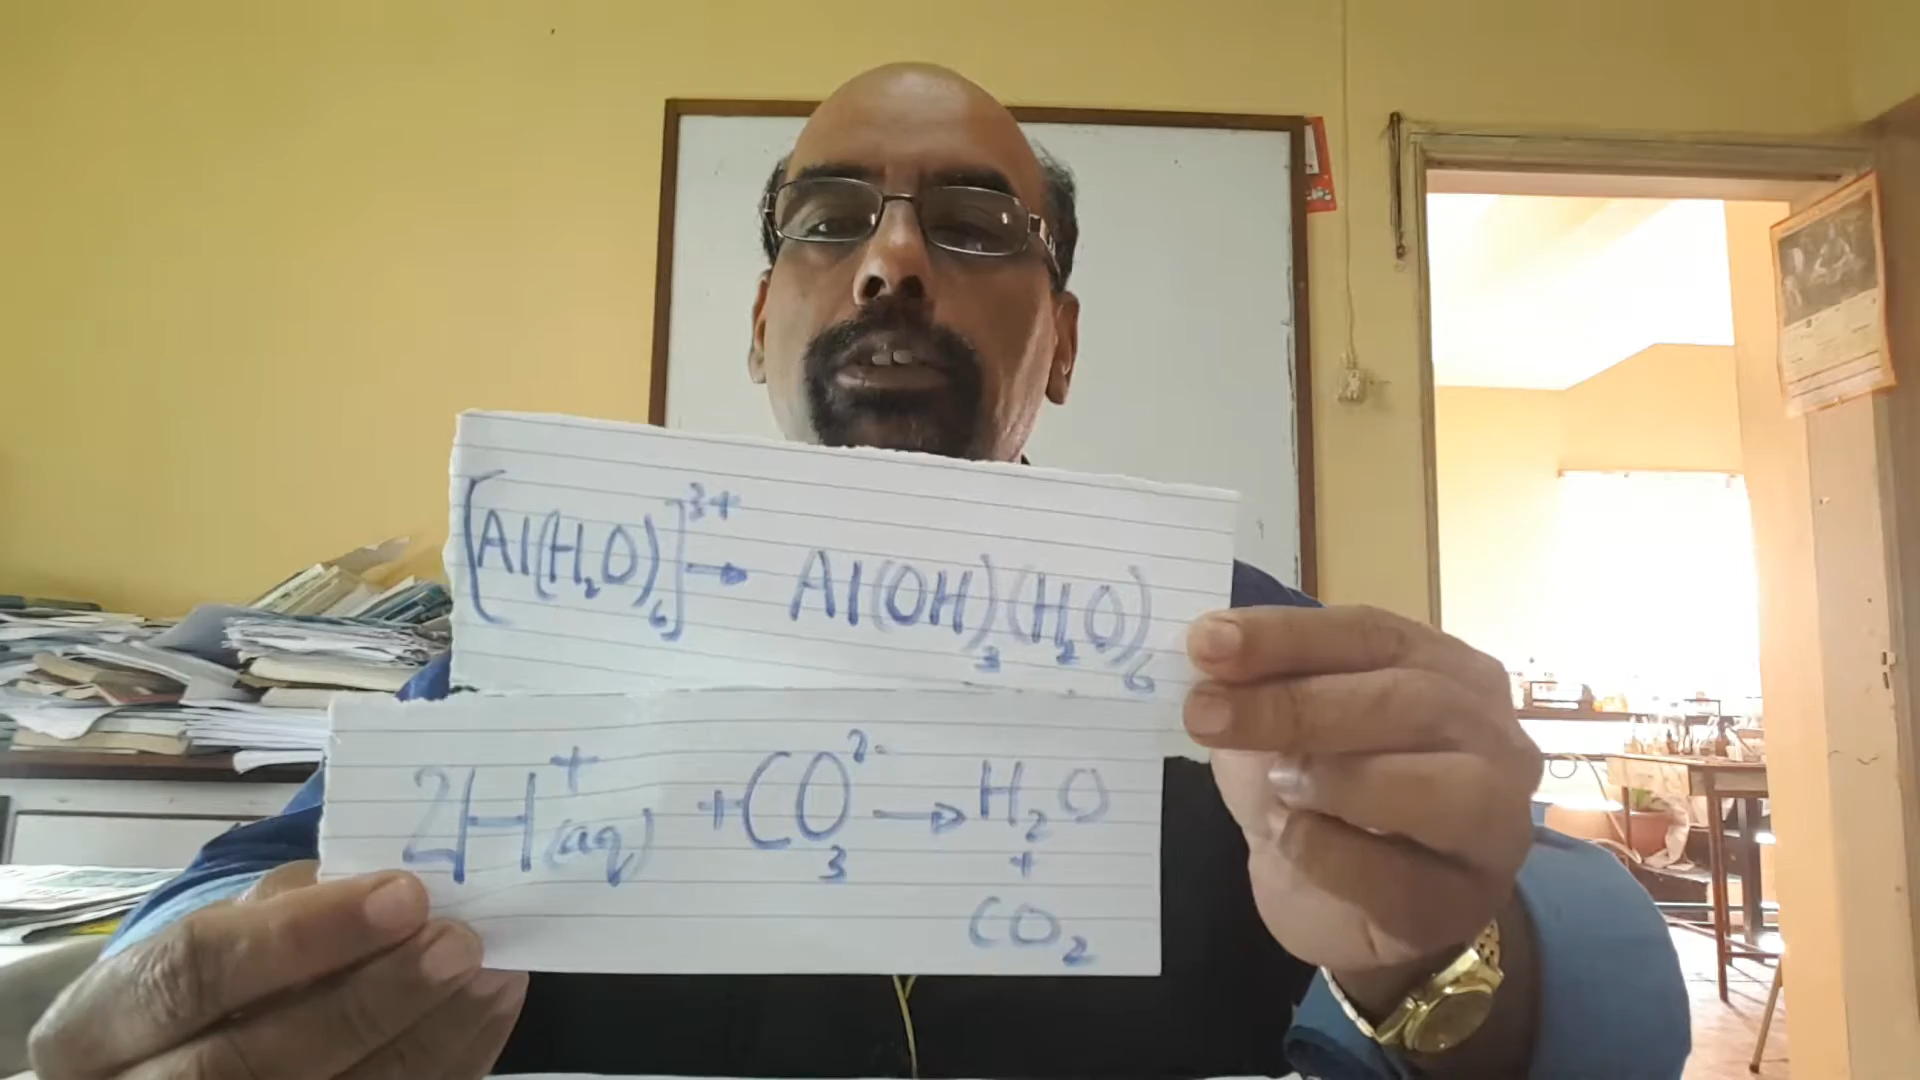 [Al(H₂O)₆]³⁺ → Al(OH)₃(H₂O)₆
2H⁺(aq) + CO₃²⁻ → H₂O
+
CO₂